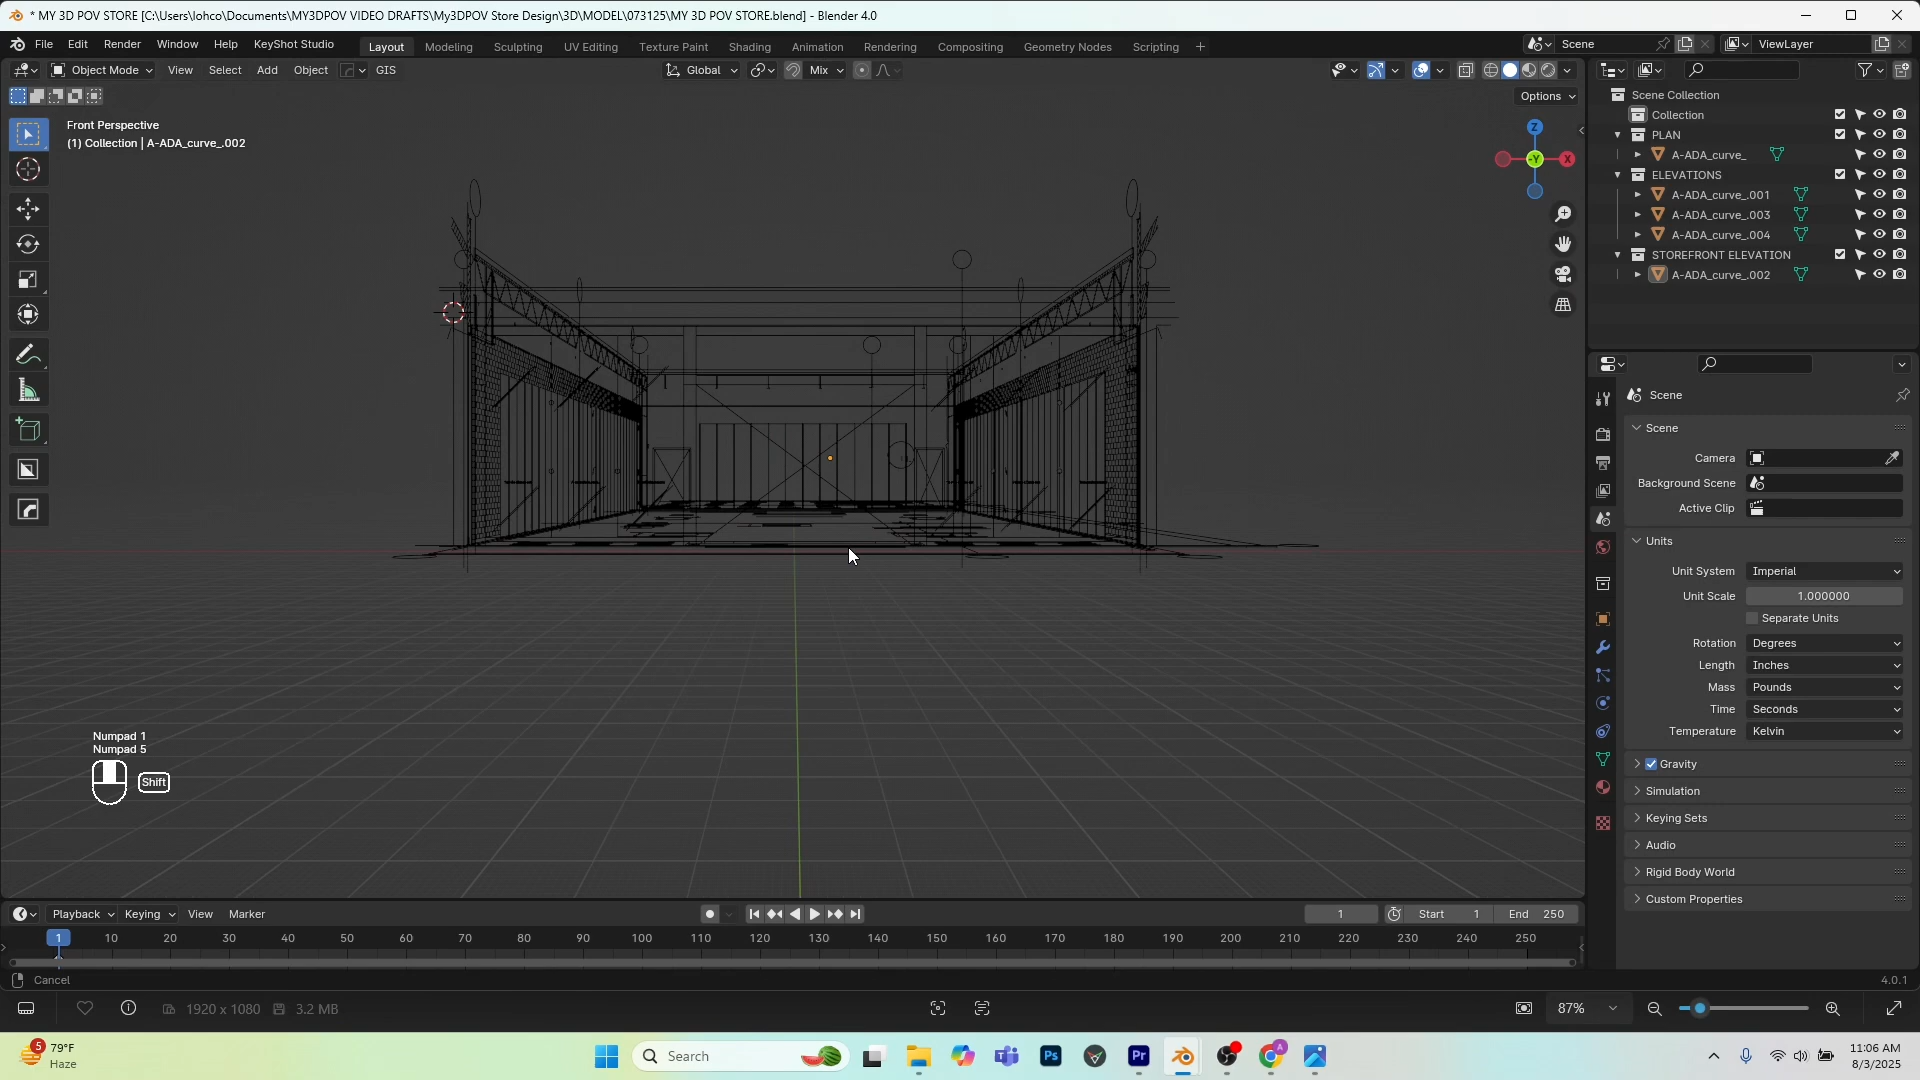 * MY 3D POV STORE [C:\Users\lohco\Documents\MY3DPOV VIDEO DRAFTS\My3DPOV Store Design\3D\MODEL\073125\MY 3D POV STORE.blend] - Blender 4.0
File Edit Render Window Help KeyShot Studio
Layout Modeling Sculpting UV Editing Texture Paint Shading Animation Rendering Compositing Geometry Nodes Scripting +
Scene
ViewLayer
Object Mode View Select Add Object GIS
Global
Mix
Options
Front Perspective
(1) Collection | A-ADA_curve_.002
Z
-Y
X
Scene Collection
Collection
PLAN
A-ADA_curve_
ELEVATIONS
A-ADA_curve_.001
A-ADA_curve_.003
A-ADA_curve_.004
STOREFRONT ELEVATION
A-ADA_curve_.002
Scene
Scene
Camera
Background Scene
Active Clip
Units
Unit System Imperial
Unit Scale 1.000000
Separate Units
Rotation Degrees
Length Inches
Mass Pounds
Time Seconds
Temperature Kelvin
Gravity
Simulation
Keying Sets
Audio
Rigid Body World
Custom Properties
Numpad 1
Numpad 5
Shift
Playback Keying View Marker
1
Start 1
End 250
1 10 20 30 40 50 60 70 80 90 100 110 120 130 140 150 160 170 180 190 200 210 220 230 240 250
Cancel
4.0.1
1920 x 1080
3.2 MB
87%
5
79°F
Haze
Search
Ps
Pr
A
11:06 AM
8/3/2025